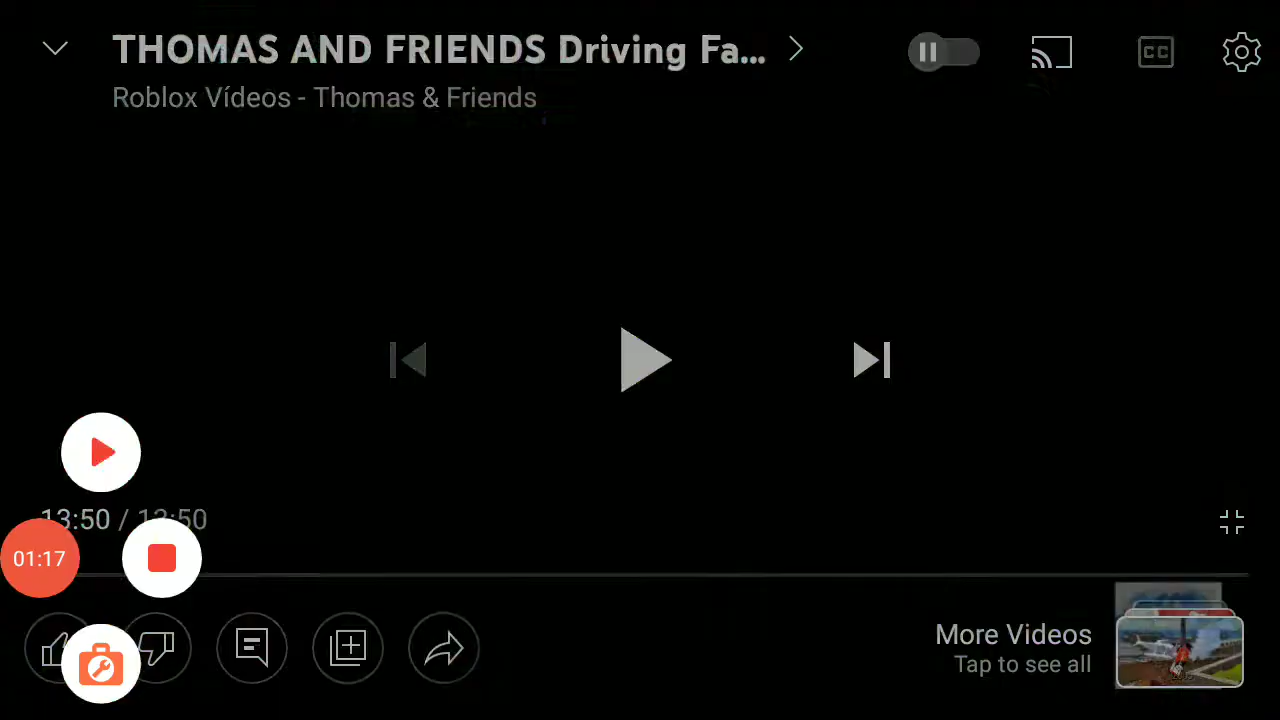 THOMAS AND FRIENDS Driving Fa...
Roblox Vídeos - Thomas & Friends
CC
13:50 / 13:50
01:17
More Videos
Tap to see all